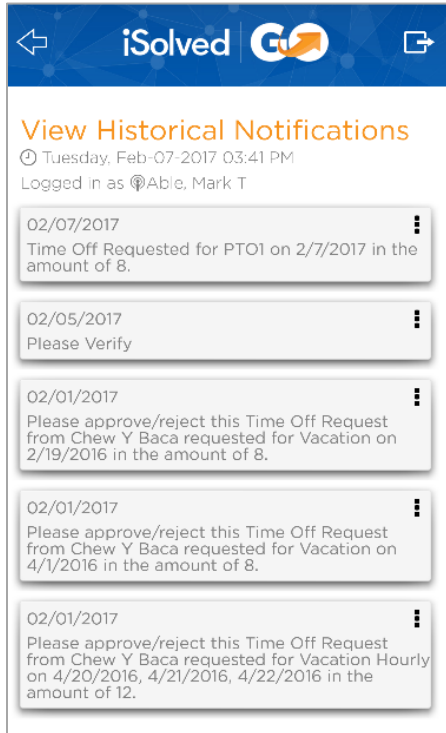 iSolved GO
View Historical Notifications
Tuesday, Feb-07-2017 03:41 PM
Logged in as Able, Mark T
02/07/2017
Time Off Requested for PTO1 on 2/7/2017 in the
amount of 8.
02/05/2017
Please Verify
02/01/2017
Please approve/reject this Time Off Request
from Chew Y Baca requested for Vacation on
2/19/2016 in the amount of 8.
02/01/2017
Please approve/reject this Time Off Request
from Chew Y Baca requested for Vacation on
4/1/2016 in the amount of 8.
02/01/2017
Please approve/reject this Time Off Request
from Chew Y Baca requested for Vacation Hourly
on 4/20/2016, 4/21/2016, 4/22/2016 in the
amount of 12.